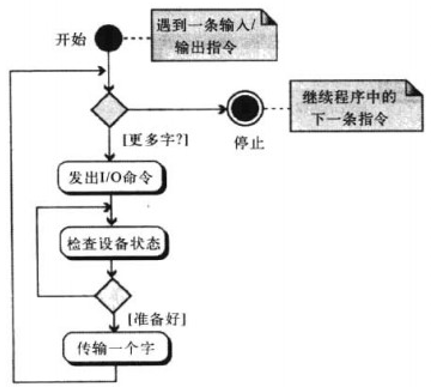 开始
遇到一条输入/
输出指令
继续程序中的
下一条指令
停止
[更多字?]
发出I/O命令
检查设备状态
[准备好]
传输一个字